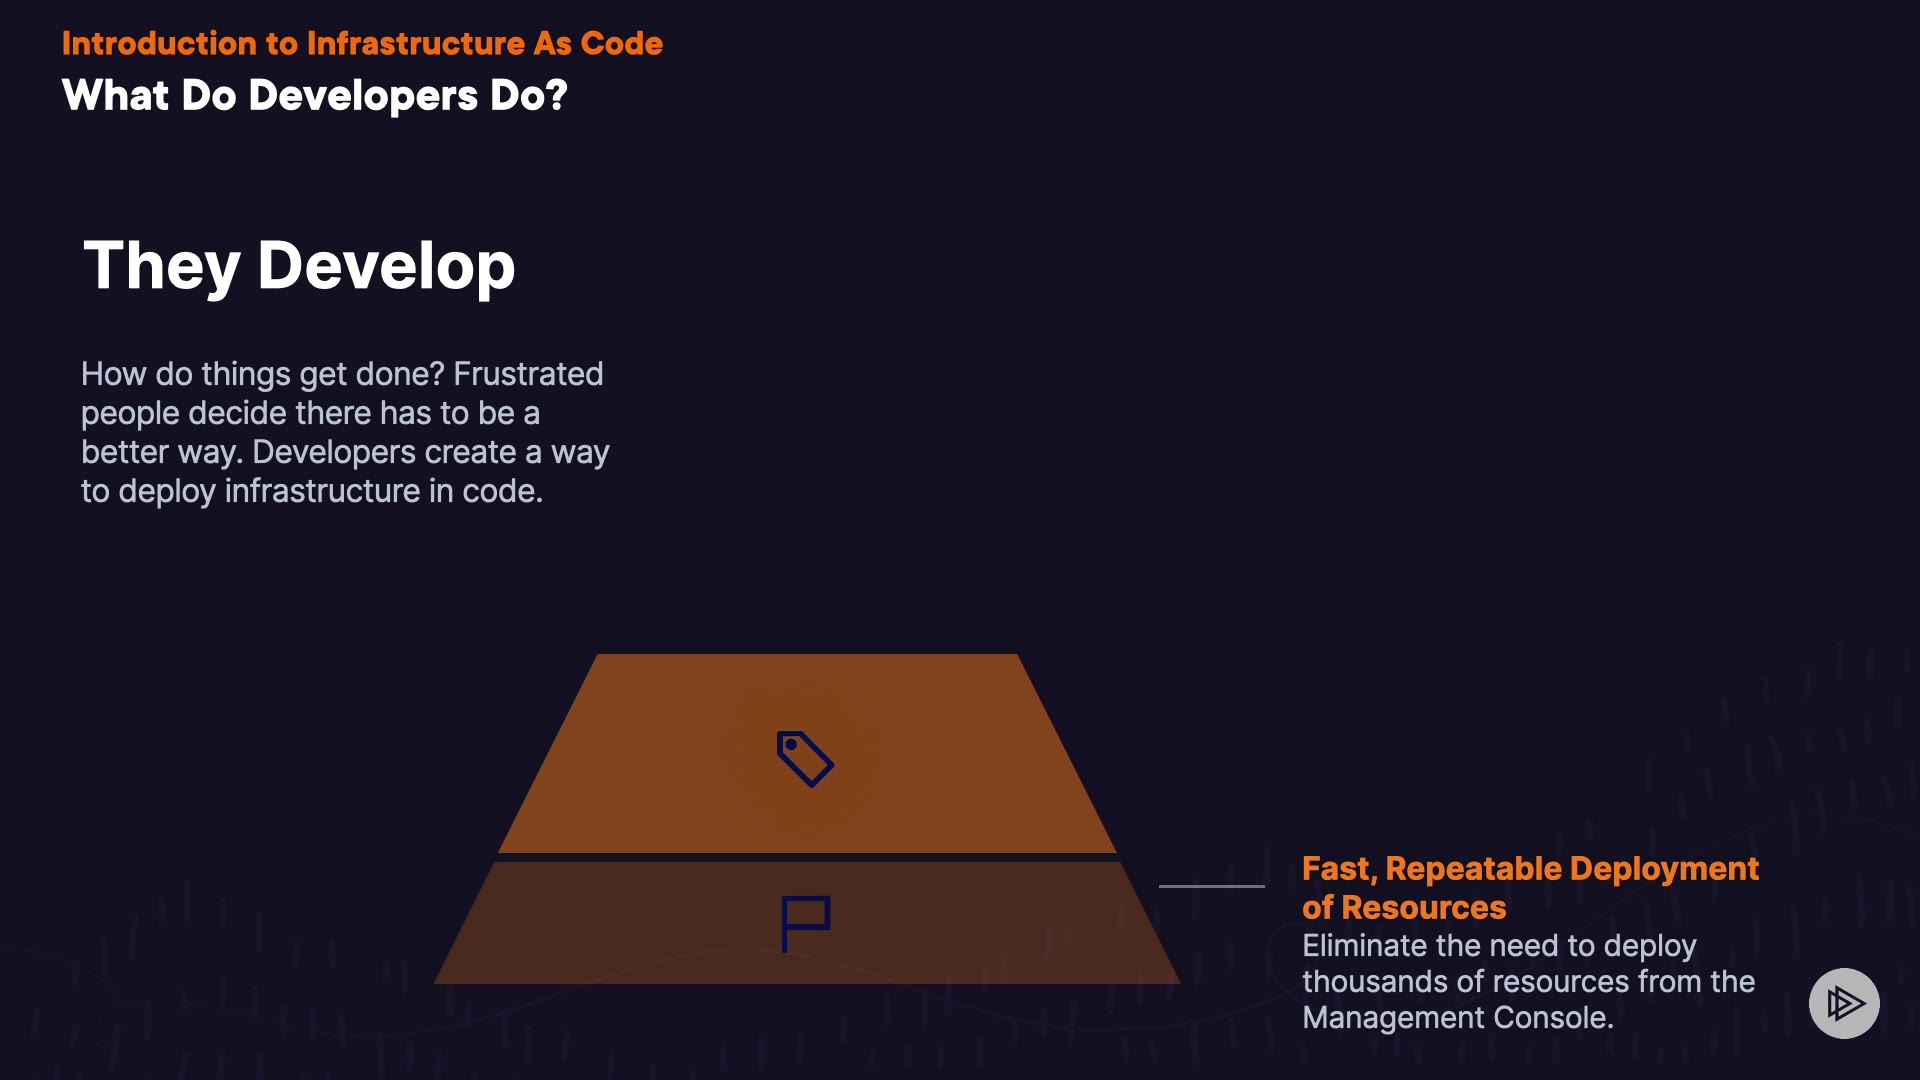 Introduction to Infrastructure As Code
What Do Developers Do?
They Develop
How do things get done? Frustrated
people decide there has to be a
better way. Developers create a way
to deploy infrastructure in code.
Fast, Repeatable Deployment
of Resources
Eliminate the need to deploy
thousands of resources from the
Management Console.